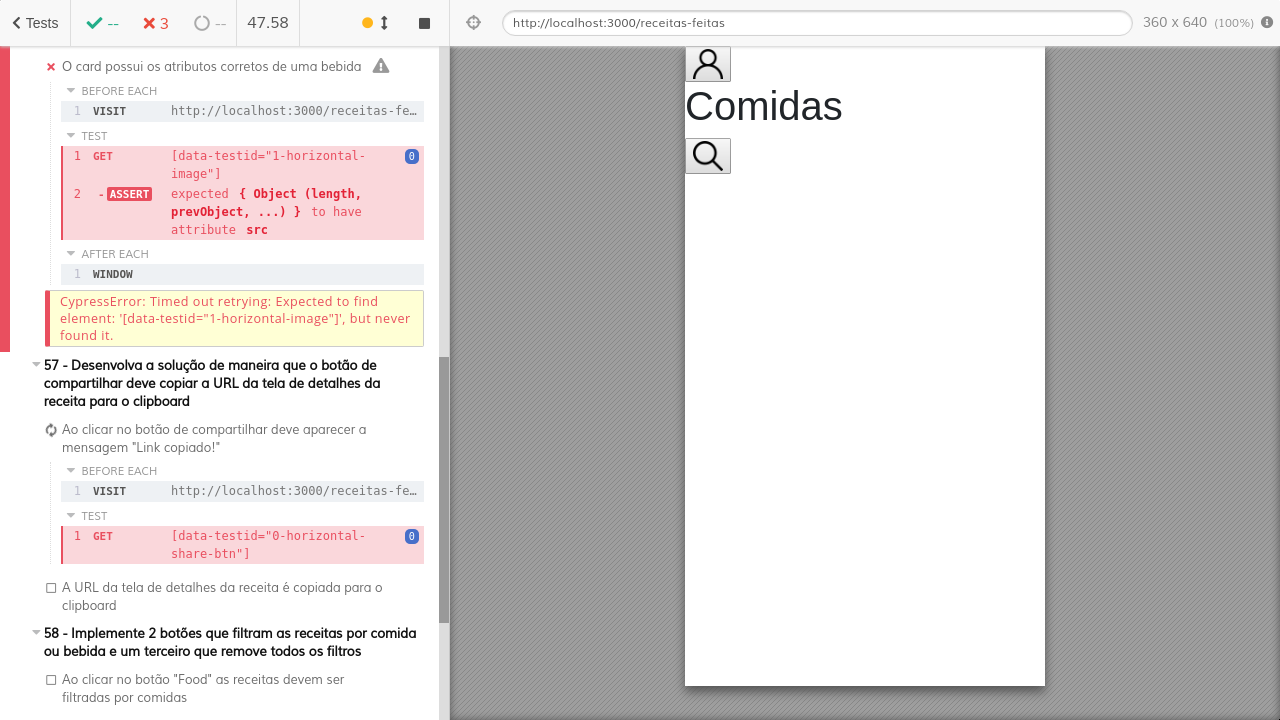 Tests
--
3
--
47.58
http://localhost:3000/receitas-feitas
360 x 640 (100%)
O card possui os atributos corretos de uma bebida
BEFORE EACH
1 VISIT http://localhost:3000/receitas-fe…
TEST
1 GET [data-testid="1-horizontal- 0
image"]
2 -ASSERT expected { Object (length,
prevObject, ...) } to have
attribute src
AFTER EACH
1 WINDOW
CypressError: Timed out retrying: Expected to find
element: '[data-testid="1-horizontal-image"]', but never
found it.
57 - Desenvolva a solução de maneira que o botão de
compartilhar deve copiar a URL da tela de detalhes da
receita para o clipboard
Ao clicar no botão de compartilhar deve aparecer a
mensagem "Link copiado!"
BEFORE EACH
1 VISIT http://localhost:3000/receitas-fe…
TEST
1 GET [data-testid="0-horizontal- 0
share-btn"]
A URL da tela de detalhes da receita é copiada para o
clipboard
58 - Implemente 2 botões que filtram as receitas por comida
ou bebida e um terceiro que remove todos os filtros
Ao clicar no botão "Food" as receitas devem ser
filtradas por comidas
Comidas